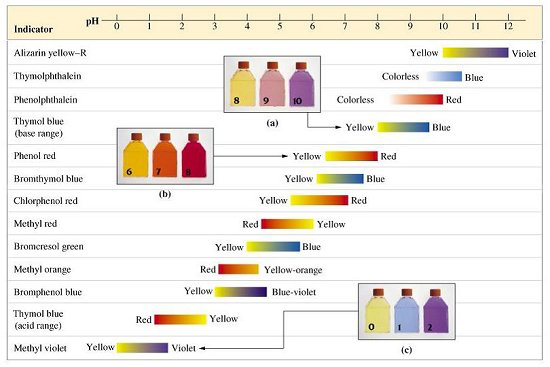 pH
Indicator
0 1 2 3 4 5 6 7 8 9 10 11 12
Alizarin yellow–R Yellow Violet
Thymolphthalein Colorless Blue
Phenolphthalein Colorless Red
8 9 10
(a)
Thymol blue
(base range) Yellow Blue
Phenol red Yellow Red
6 7 8
(b)
Bromthymol blue Yellow Blue
Chlorphenol red Yellow Red
Methyl red Red Yellow
Bromcresol green Yellow Blue
Methyl orange Red Yellow-orange
Bromphenol blue Yellow Blue-violet
Thymol blue
(acid range) Red Yellow
0 1 2
(c)
Methyl violet Yellow Violet